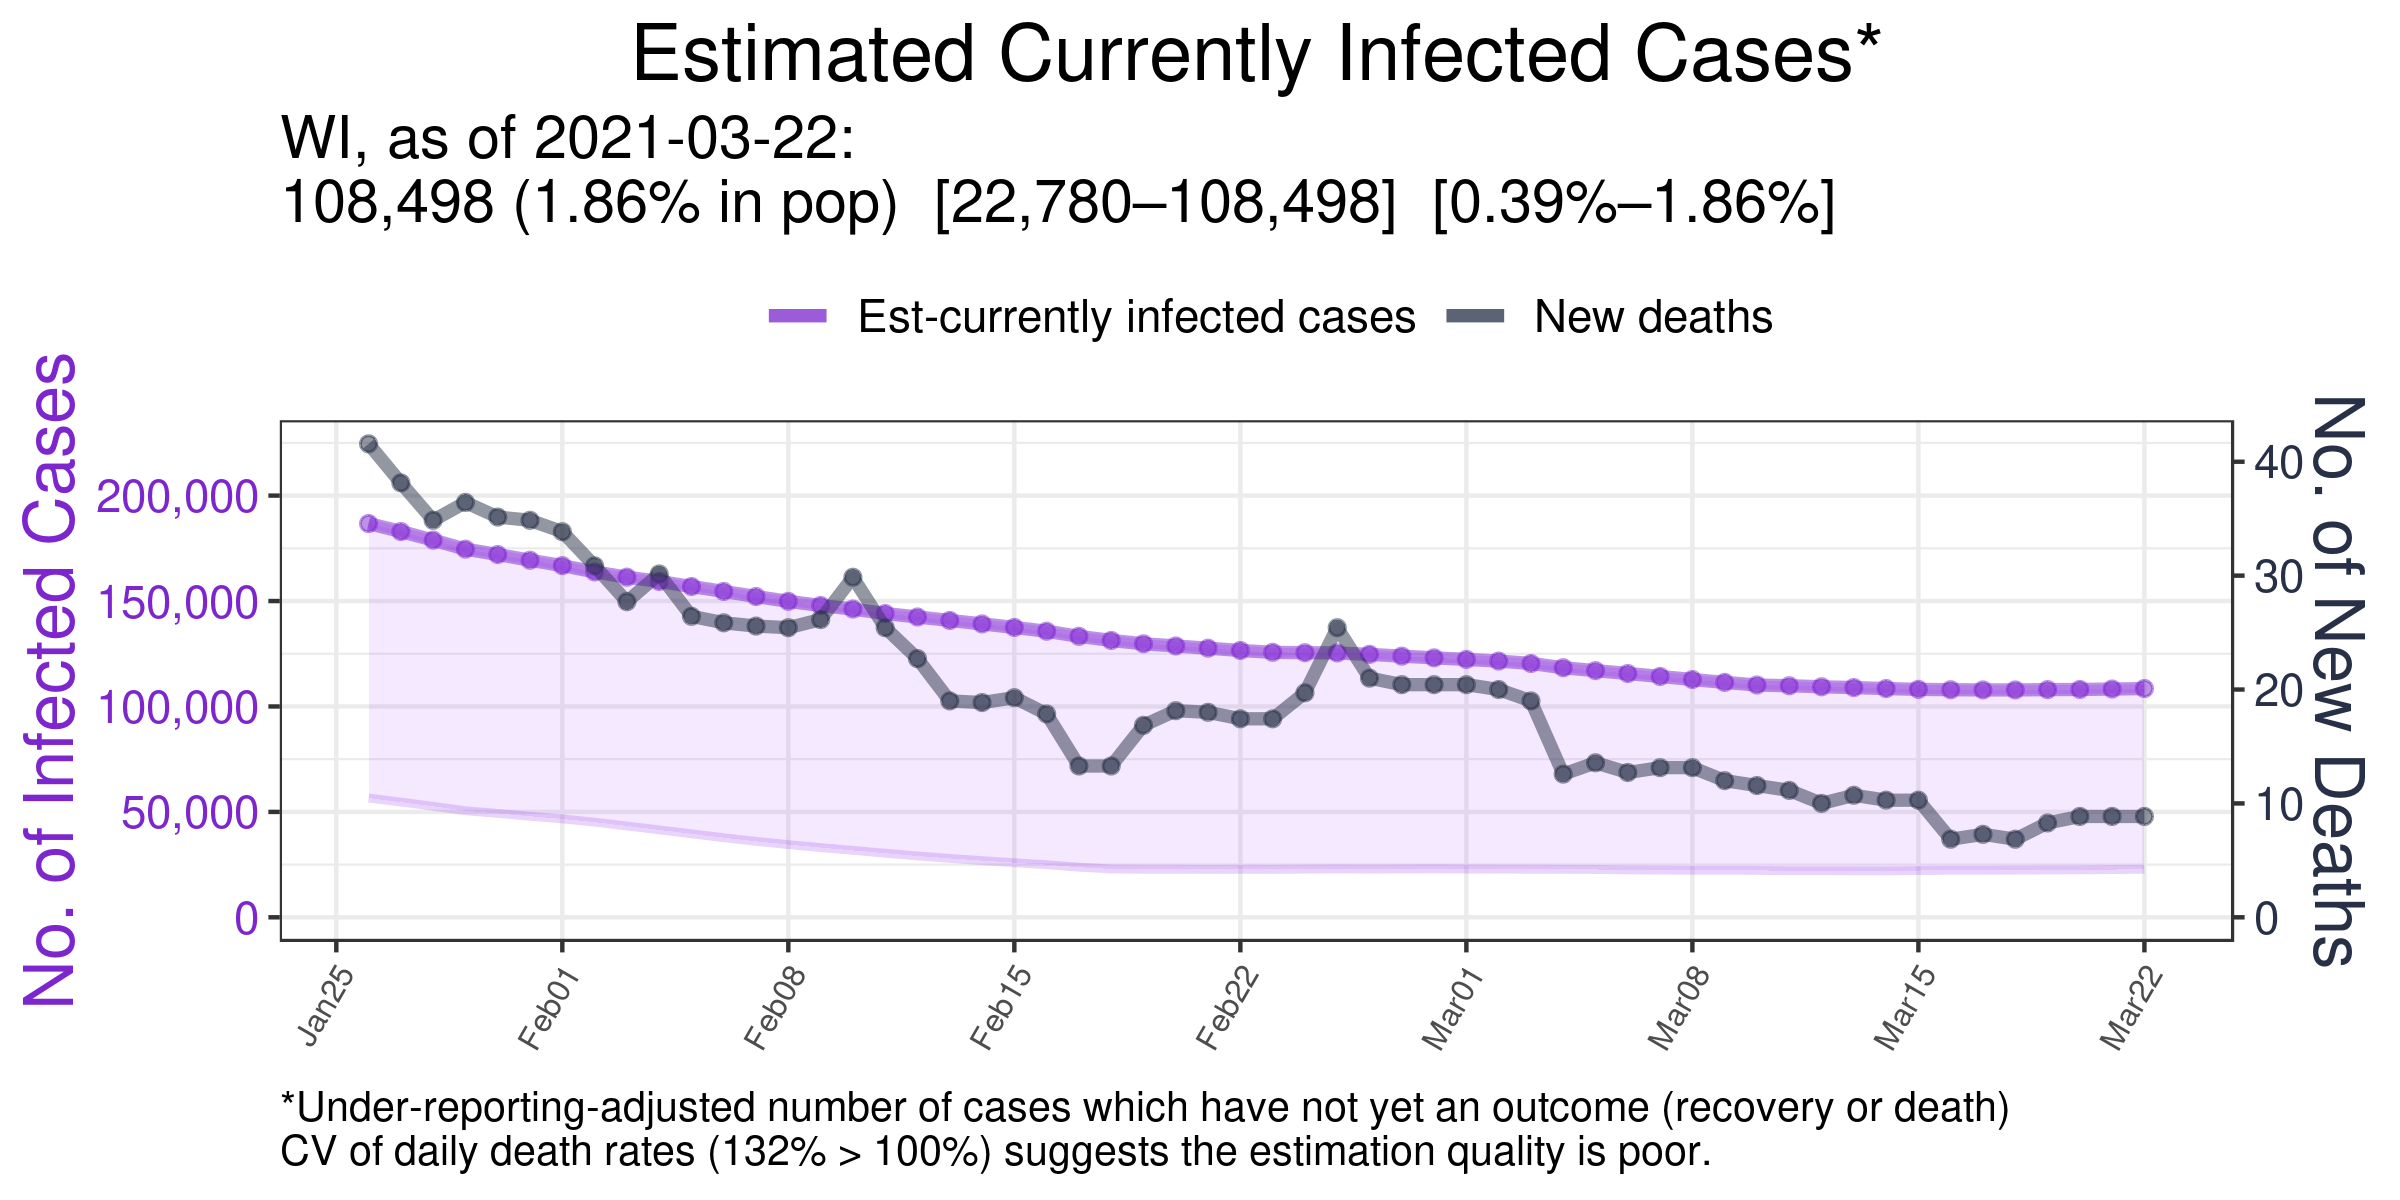 Estimated Currently Infected Cases*
WI, as of 2021-03-22:
108,498 (1.86% in pop)  [22,780–108,498]  [0.39%–1.86%]
Est-currently infected cases
New deaths
No. of Infected Cases
200,000
150,000
100,000
50,000
0
40
30
20
10
0
No. of New Deaths
Jan25
Feb01
Feb08
Feb15
Feb22
Mar01
Mar08
Mar15
Mar22
*Under-reporting-adjusted number of cases which have not yet an outcome (recovery or death)
CV of daily death rates (132% > 100%) suggests the estimation quality is poor.